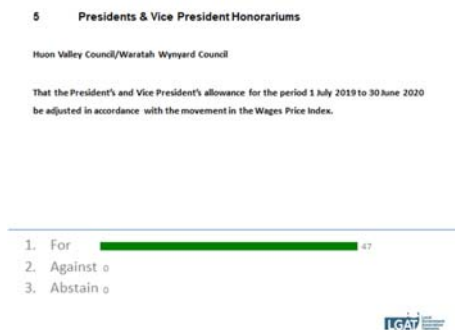 5 Presidents & Vice President Honorariums
Huon Valley Council/Waratah Wynyard Council
That the President's and Vice President's allowance for the period 1 July 2019 to 30 June 2020
be adjusted in accordance with the movement in the Wages Price Index.
1. For 47
2. Against 0
3. Abstain 0
LGAT